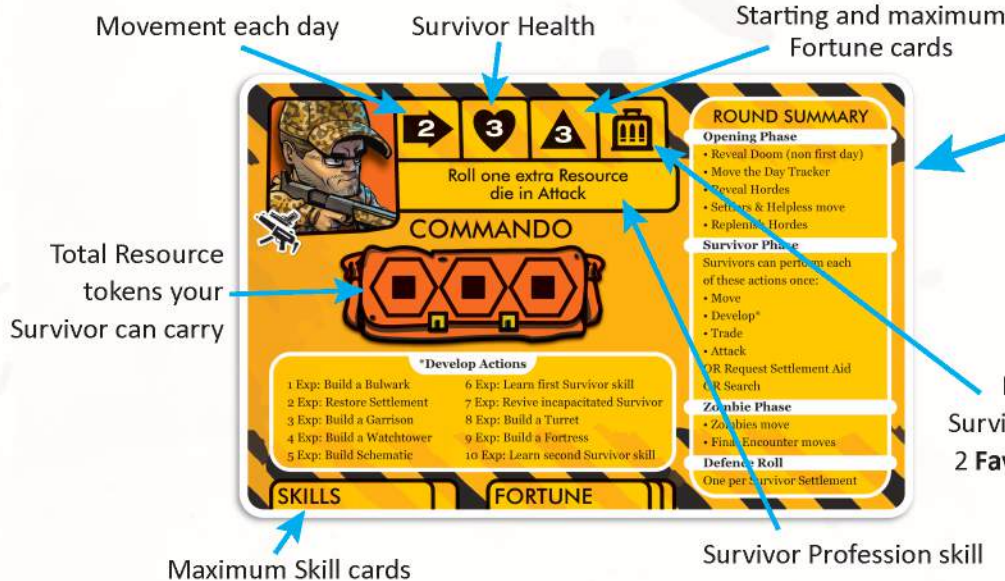 Movement each day
Survivor Health
Starting and maximum
Fortune cards
2
3
3
Roll one extra Resource
die in Attack
COMMANDO
Total Resource
tokens your
Survivor can carry
*Develop Actions
1 Exp: Build a Bulwark
2 Exp: Restore Settlement
3 Exp: Build a Garrison
4 Exp: Build a Watchtower
5 Exp: Build Schematic
6 Exp: Learn first Survivor skill
7 Exp: Revive incapacitated Survivor
8 Exp: Build a Turret
9 Exp: Build a Fortress
10 Exp: Learn second Survivor skill
SKILLS
FORTUNE
ROUND SUMMARY
Opening Phase
• Reveal Doom (non first day)
• Move the Day Tracker
• Reveal Hordes
• Settlers & Helpless move
• Replenish Hordes
Survivor Phase
Survivors can perform each
of these actions once:
• Move
• Develop*
• Trade
• Attack
OR Request Settlement Aid
OR Search
Zombie Phase
• Zombies move
• Final Encounter moves
Defence Roll
One per Survivor Settlement
2
Maximum Skill cards
Survivor Profession skill